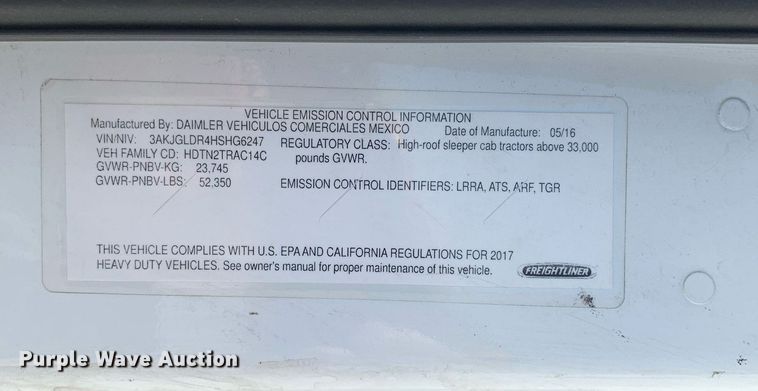 VEHICLE EMISSION CONTROL INFORMATION
Manufactured By: DAIMLER VEHICULOS COMERCIALES MEXICO Date of Manufacture: 05/16
VIN/NIV: 3AKJGLDR4HSHG6247 REGULATORY CLASS: High-roof sleeper cab tractors above 33,000
VEH FAMILY CD: HDTN2TRAC14C pounds GVWR.
GVWR-PNBV-KG: 23,745
GVWR-PNBV-LBS: 52,350 EMISSION CONTROL IDENTIFIERS: LRRA, ATS, ARF, TGR
THIS VEHICLE COMPLIES WITH U.S. EPA AND CALIFORNIA REGULATIONS FOR 2017
HEAVY DUTY VEHICLES. See owner's manual for proper maintenance of this vehicle.
FREIGHTLINER
Purple Wave Auction